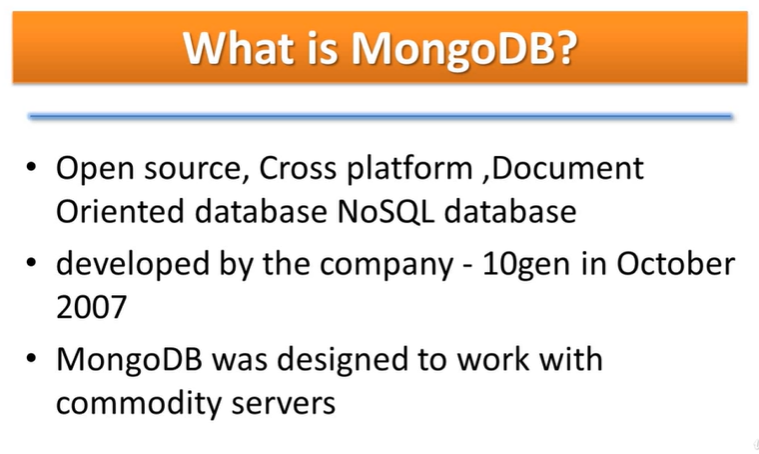 What is MongoDB?
• Open source, Cross platform ,Document
Oriented database NoSQL database
• developed by the company - 10gen in October
2007
• MongoDB was designed to work with
commodity servers